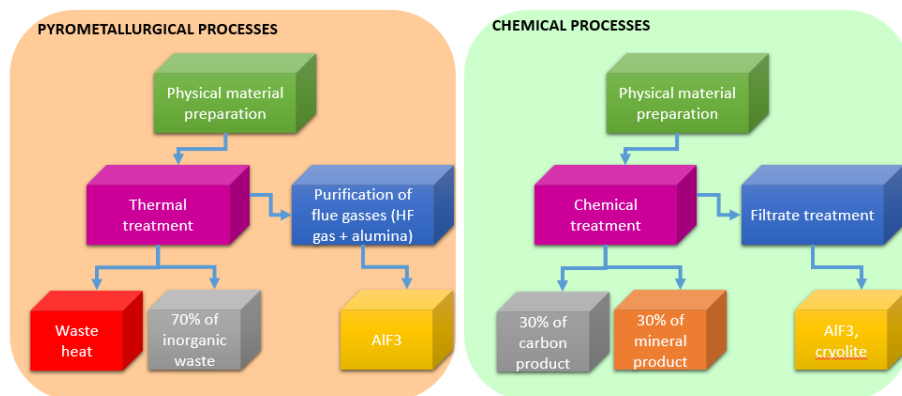 PYROMETALLURGICAL PROCESSES
Physical material
preparation
Thermal
treatment
Purification of
flue gasses (HF
gas + alumina)
Waste
heat
70% of
inorganic
waste
AlF3
CHEMICAL PROCESSES
Physical material
preparation
Chemical
treatment
Filtrate treatment
30% of
carbon
product
30% of
mineral
product
AlF3,
cryolite